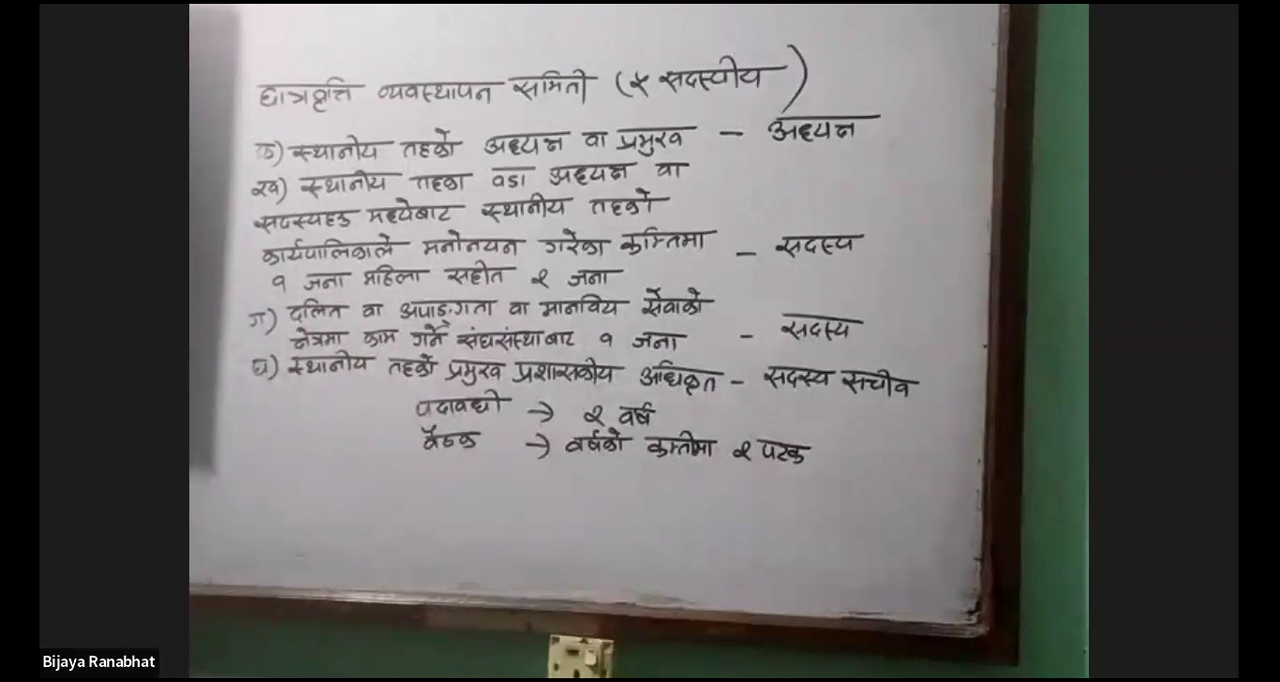 छात्रवृत्ति व्यवस्थापन समिती (५ सदस्यीय)
क) स्थानीय तहको अध्यक्ष वा प्रमुख - अध्यक्ष
ख) स्थानीय तहका वडा अध्यक्ष वा
सदस्यहरु मध्येबाट स्थानीय तहको
कार्यपालिकाले मनोनयन गरेका कम्तिमा - सदस्य
१ जना महिला सहीत २ जना
ग) दलित वा अपाङ्गता वा मानविय सेवाको
क्षेत्रमा काम गर्ने संघसंस्थाबाट १ जना - सदस्य
घ) स्थानीय तहको प्रमुख प्रशासकीय अधिकृत - सदस्य सचीव
पदावधी → २ वर्ष
बैठक → वर्षको कम्तीमा २ पटक
Bijaya Ranabhat